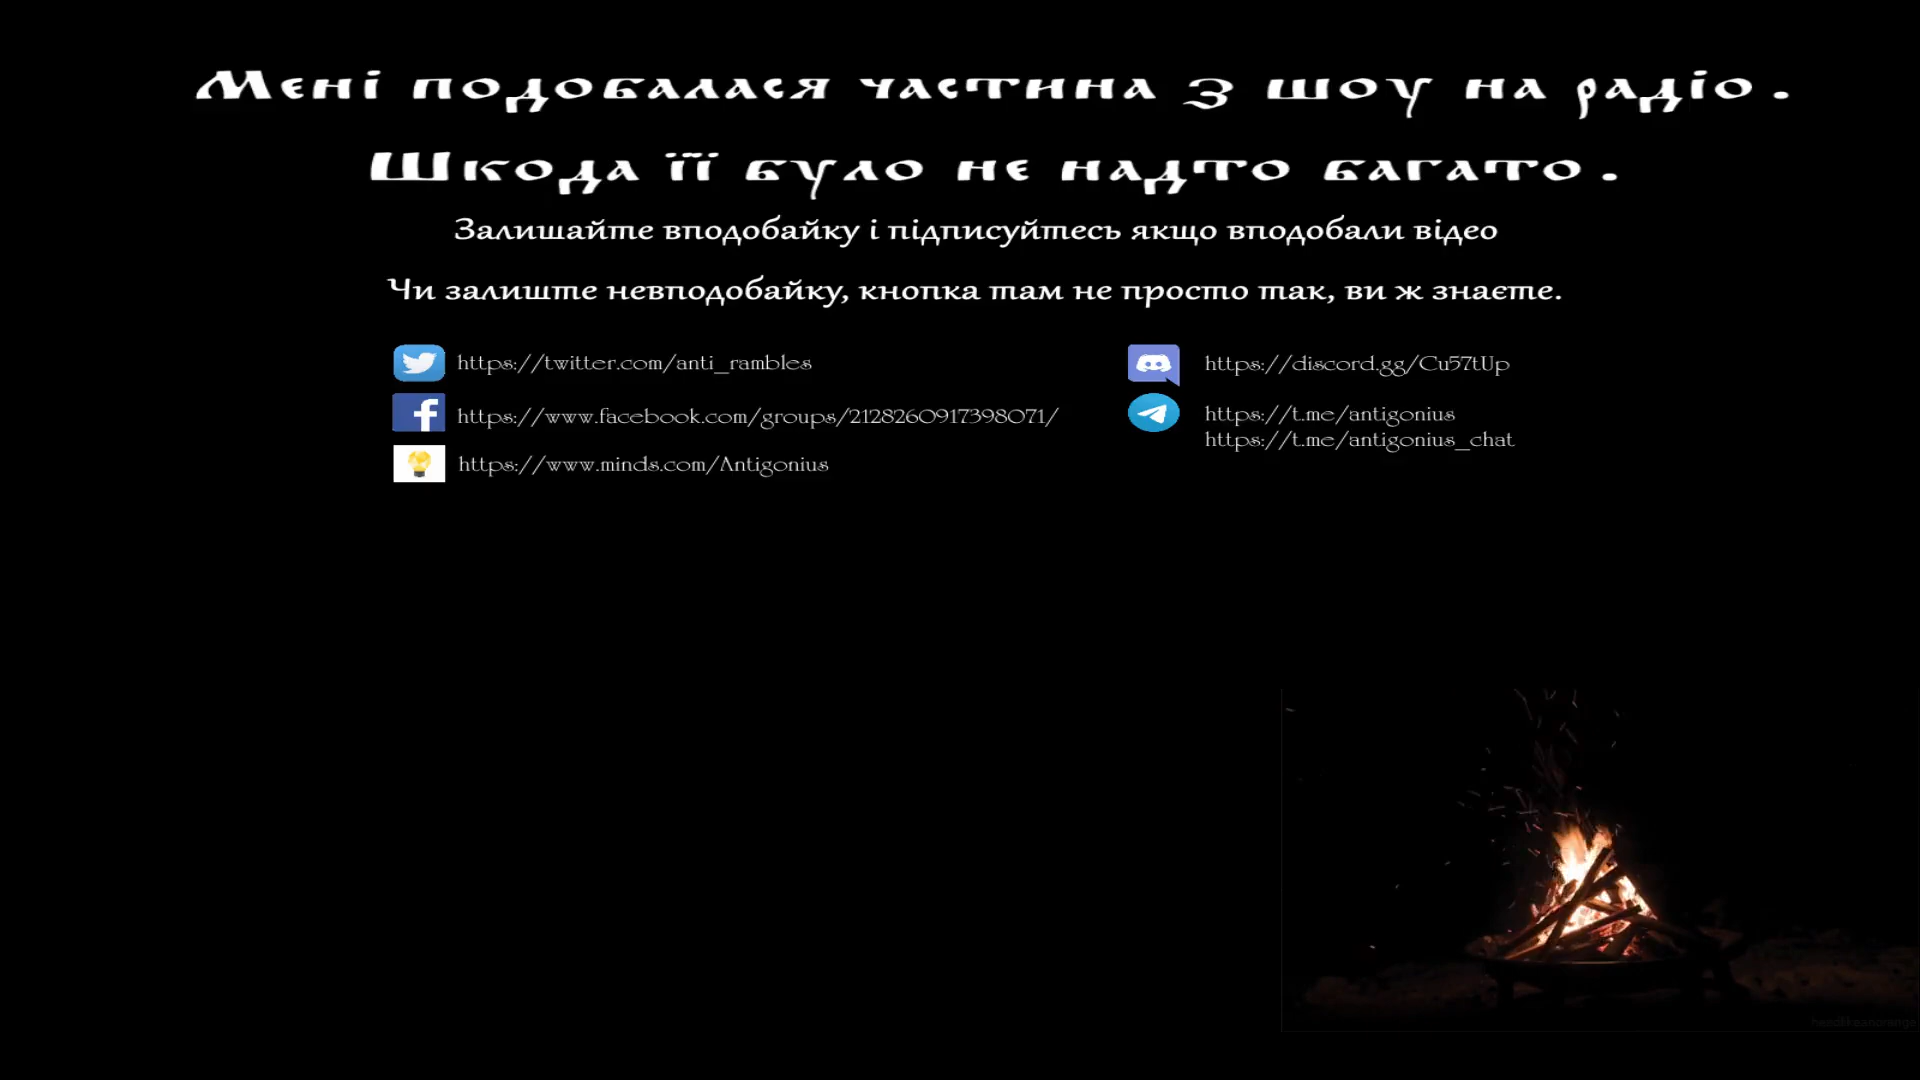 Мені подобалася частина з шоу на радіо.
Шкода її було не надто багато.
Залишайте вподобайку і підписуйтесь якщо вподобали відео
Чи залиште невподобайку, кнопка там не просто так, ви ж знаєте.
https://twitter.com/anti_rambles
https://www.facebook.com/groups/2128260917398071/
https://www.minds.com/Antigonius
https://discord.gg/Cu57tUp
https://t.me/antigonius
https://t.me/antigonius_chat